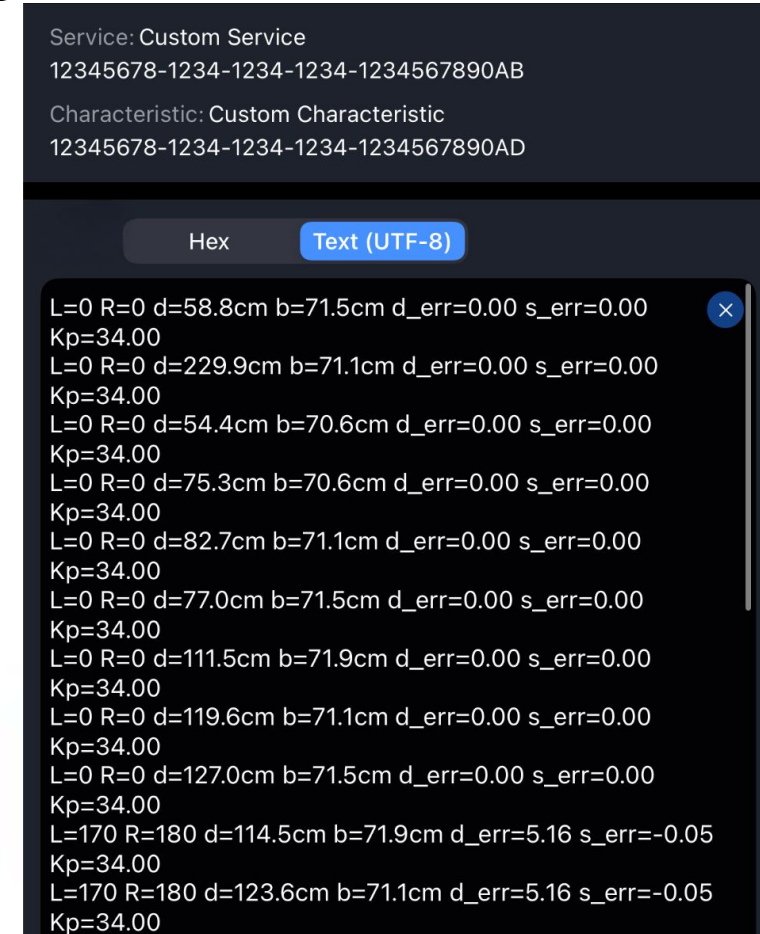 Service: Custom Service
12345678-1234-1234-1234-1234567890AB
Characteristic: Custom Characteristic
12345678-1234-1234-1234-1234567890AD
Hex Text (UTF-8)
L=0 R=0 d=58.8cm b=71.5cm d_err=0.00 s_err=0.00
Kp=34.00
L=0 R=0 d=229.9cm b=71.1cm d_err=0.00 s_err=0.00
Kp=34.00
L=0 R=0 d=54.4cm b=70.6cm d_err=0.00 s_err=0.00
Kp=34.00
L=0 R=0 d=75.3cm b=70.6cm d_err=0.00 s_err=0.00
Kp=34.00
L=0 R=0 d=82.7cm b=71.1cm d_err=0.00 s_err=0.00
Kp=34.00
L=0 R=0 d=77.0cm b=71.5cm d_err=0.00 s_err=0.00
Kp=34.00
L=0 R=0 d=111.5cm b=71.9cm d_err=0.00 s_err=0.00
Kp=34.00
L=0 R=0 d=119.6cm b=71.1cm d_err=0.00 s_err=0.00
Kp=34.00
L=0 R=0 d=127.0cm b=71.5cm d_err=0.00 s_err=0.00
Kp=34.00
L=170 R=180 d=114.5cm b=71.9cm d_err=5.16 s_err=-0.05
Kp=34.00
L=170 R=180 d=123.6cm b=71.1cm d_err=5.16 s_err=-0.05
Kp=34.00